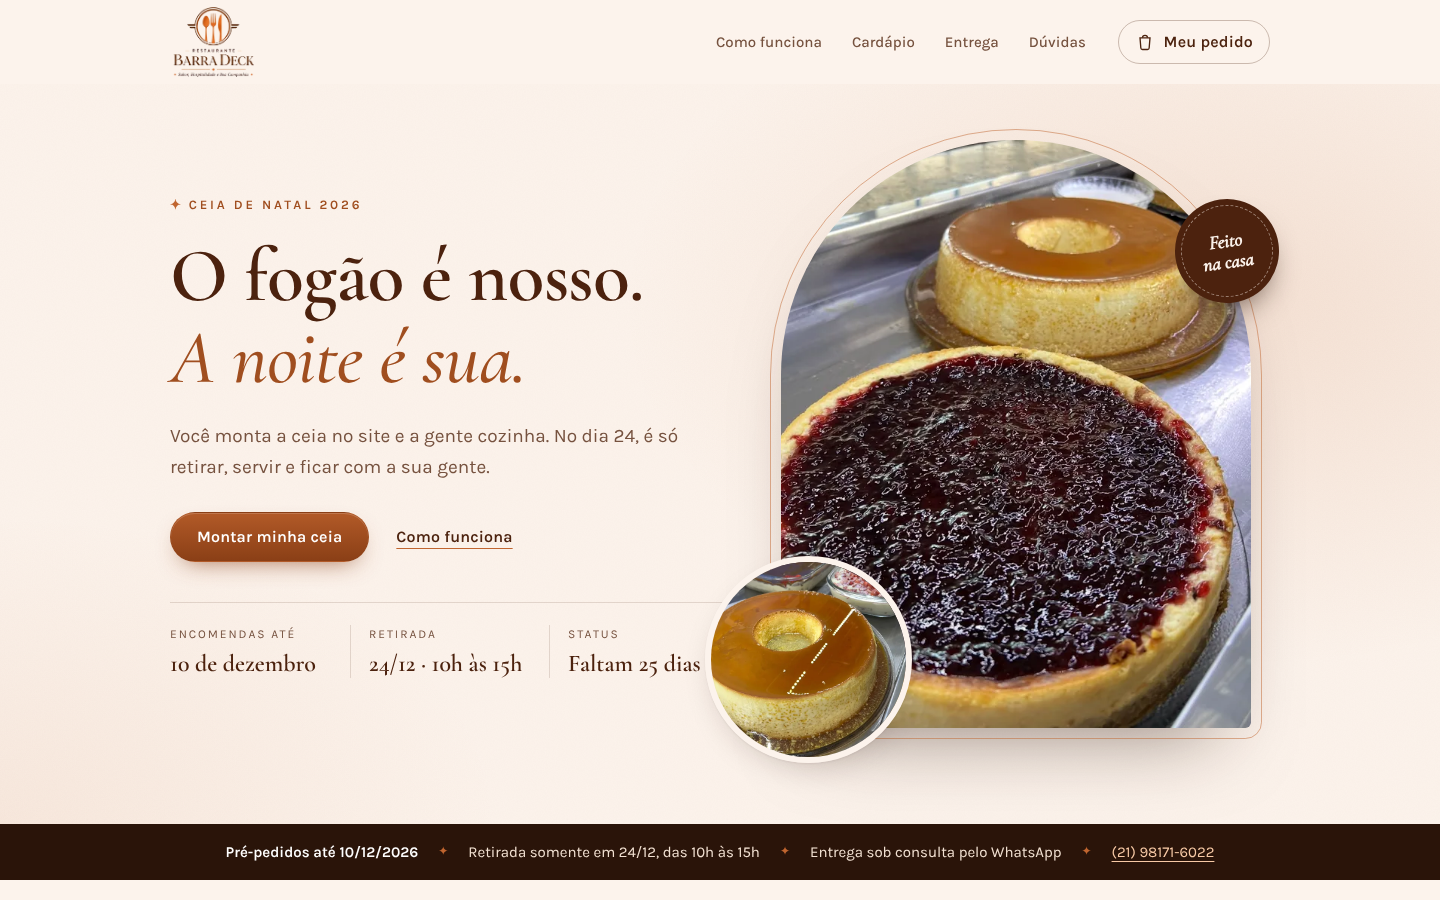 RESTAURANTE
BARRA DECK
Como funciona
Cardápio
Entrega
Dúvidas
Meu pedido
✦ CEIA DE NATAL 2026
O fogão é nosso.
A noite é sua.
Você monta a ceia no site e a gente cozinha. No dia 24, é só
retirar, servir e ficar com a sua gente.
Montar minha ceia
Como funciona
ENCOMENDAS ATÉ
10 de dezembro
RETIRADA
24/12 · 10h às 15h
STATUS
Faltam 25 dias
Feito
na casa
Pré-pedidos até 10/12/2026 ✦ Retirada somente em 24/12, das 10h às 15h ✦ Entrega sob consulta pelo WhatsApp ✦ (21) 98171-6022